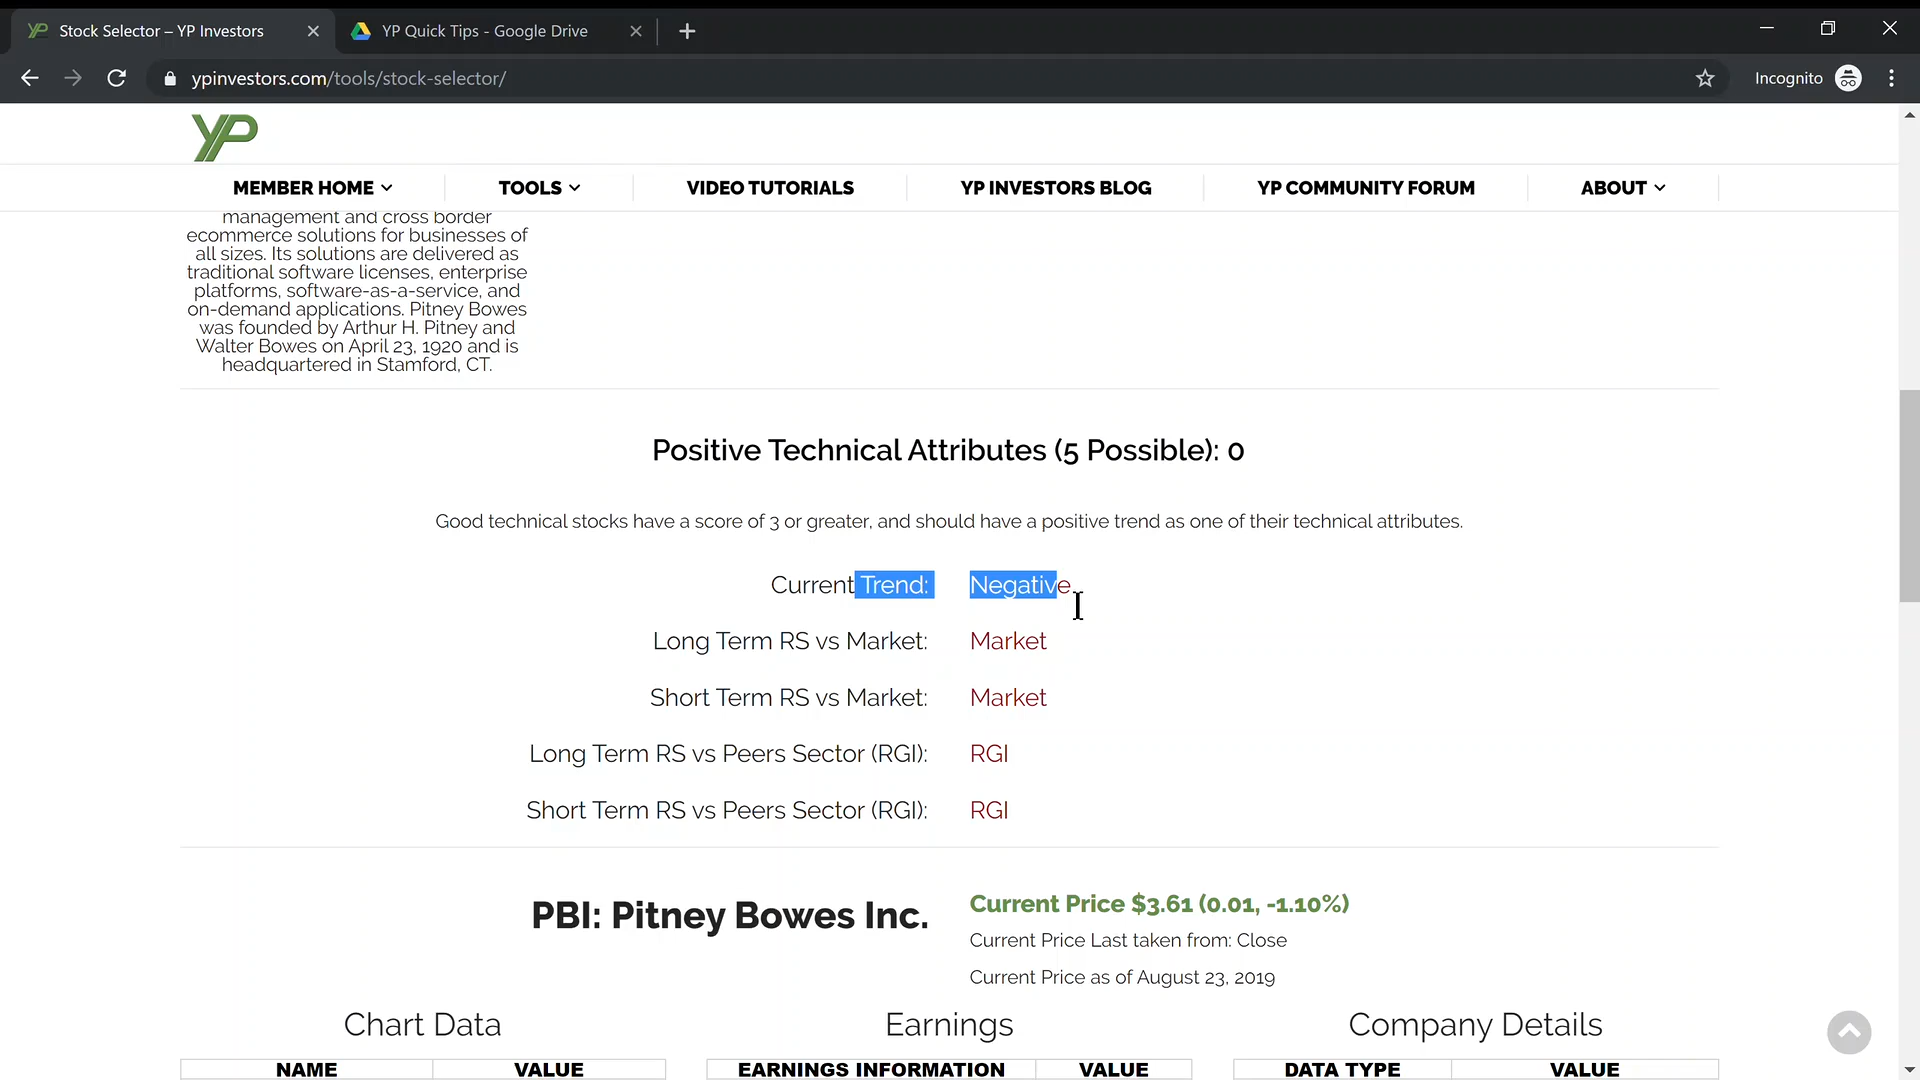 Stock Selector – YP Investors
YP Quick Tips - Google Drive
ypinvestors.com/tools/stock-selector/
Incognito
YP
MEMBER HOME
TOOLS
VIDEO TUTORIALS
YP INVESTORS BLOG
YP COMMUNITY FORUM
ABOUT
management and cross border
ecommerce solutions for businesses of
all sizes. Its solutions are delivered as
traditional software licenses, enterprise
platforms, software-as-a-service, and
on-demand applications. Pitney Bowes
was founded by Arthur H. Pitney and
Walter Bowes on April 23, 1920 and is
headquartered in Stamford, CT.
Positive Technical Attributes (5 Possible): 0
Good technical stocks have a score of 3 or greater, and should have a positive trend as one of their technical attributes.
Current Trend: Negative
Long Term RS vs Market: Market
Short Term RS vs Market: Market
Long Term RS vs Peers Sector (RGI): RGI
Short Term RS vs Peers Sector (RGI): RGI
PBI: Pitney Bowes Inc.
Current Price $3.61 (0.01, -1.10%)
Current Price Last taken from: Close
Current Price as of August 23, 2019
Chart Data
NAME VALUE
Earnings
EARNINGS INFORMATION VALUE
Company Details
DATA TYPE VALUE